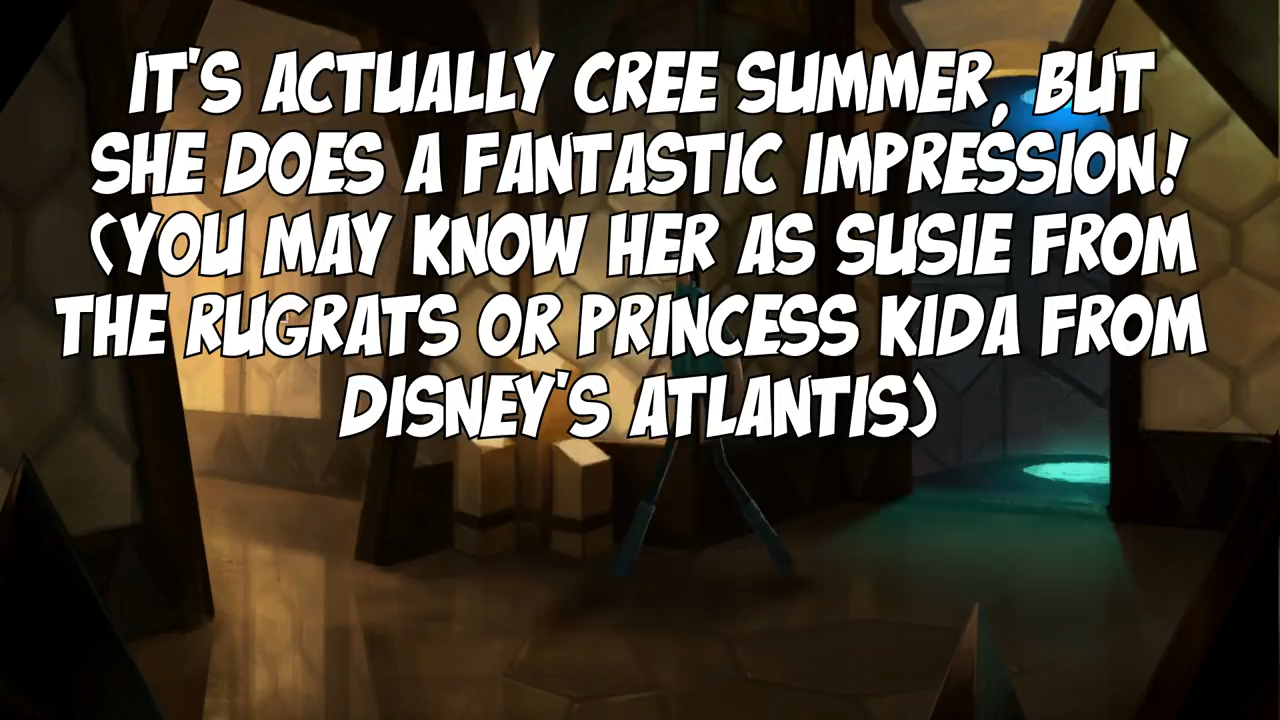 IT'S ACTUALLY CREE SUMMER, BUT
SHE DOES A FANTASTIC IMPRESSION!
(YOU MAY KNOW HER AS SUSIE FROM
THE RUGRATS OR PRINCESS KIDA FROM
DISNEY'S ATLANTIS)